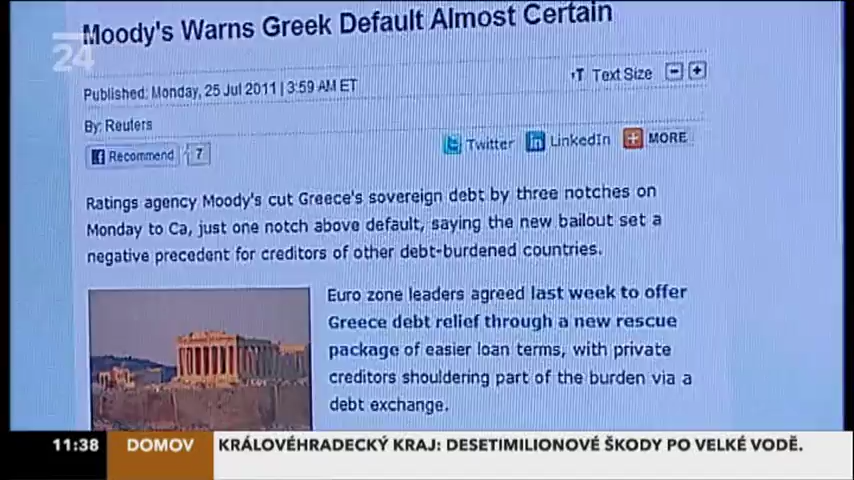 Moody's Warns Greek Default Almost Certain
24
Published: Monday, 25 Jul 2011 | 3:59 AM ET
тT Text Size - +
By: Reuters
Recommend 7
Twitter
LinkedIn
MORE
Ratings agency Moody's cut Greece's sovereign debt by three notches on
Monday to Ca, just one notch above default, saying the new bailout set a
negative precedent for creditors of other debt-burdened countries.
Euro zone leaders agreed last week to offer
Greece debt relief through a new rescue
package of easier loan terms, with private
creditors shouldering part of the burden via a
debt exchange.
11:38 DOMOV KRÁLOVÉHRADECKÝ KRAJ: DESETIMILIONOVÉ ŠKODY PO VELKÉ VODĚ.